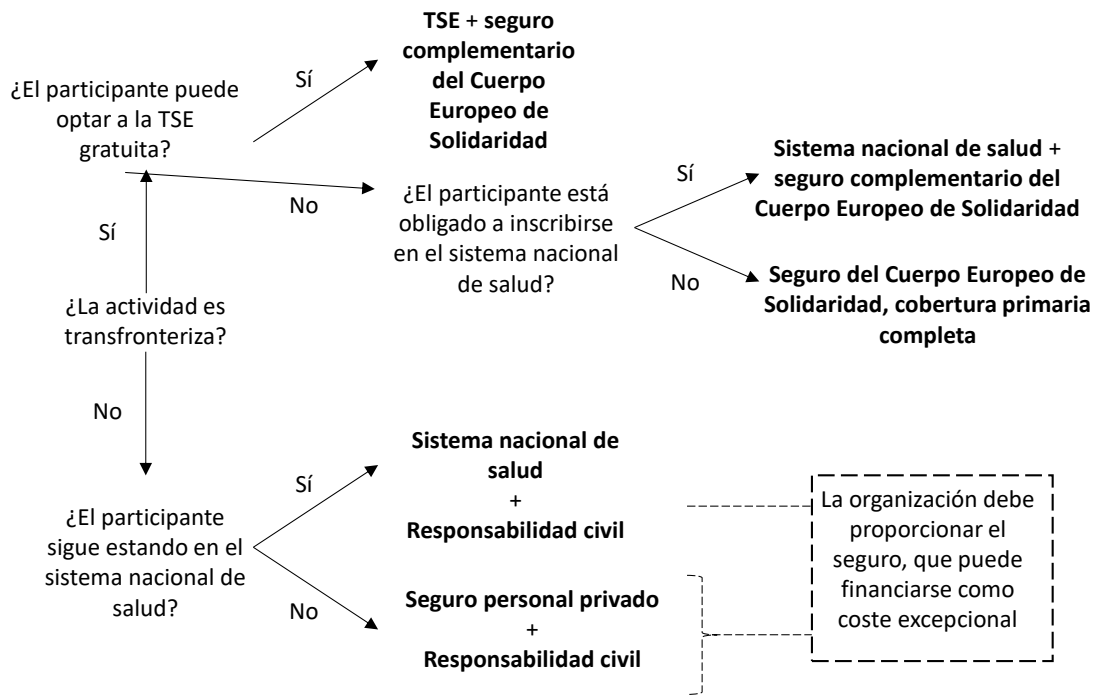 TSE + seguro
complementario
del Cuerpo
Europeo de
Solidaridad
Sí
¿El participante puede
optar a la TSE
gratuita?
No
¿El participante está
obligado a inscribirse
en el sistema nacional
de salud?
Sí
Sistema nacional de salud +
seguro complementario del
Cuerpo Europeo de Solidaridad
No
Seguro del Cuerpo Europeo de
Solidaridad, cobertura primaria
completa
Sí
¿La actividad es
transfronteriza?
No
¿El participante
sigue estando en el
sistema nacional de
salud?
Sí
Sistema nacional de
salud
+
Responsabilidad civil
No
Seguro personal privado
+
Responsabilidad civil
La organización debe
proporcionar el
seguro, que puede
financiarse como
coste excepcional